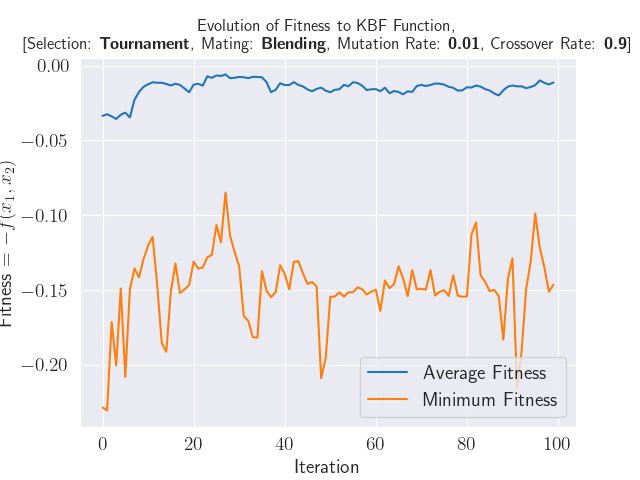 Evolution of Fitness to KBF Function,
[Selection: Tournament, Mating: Blending, Mutation Rate: 0.01, Crossover Rate: 0.9]
0.00
−0.05
−0.10
−0.15
−0.20
Fitness = −f(x₁, x₂)
Average Fitness
Minimum Fitness
0 20 40 60 80 100
Iteration